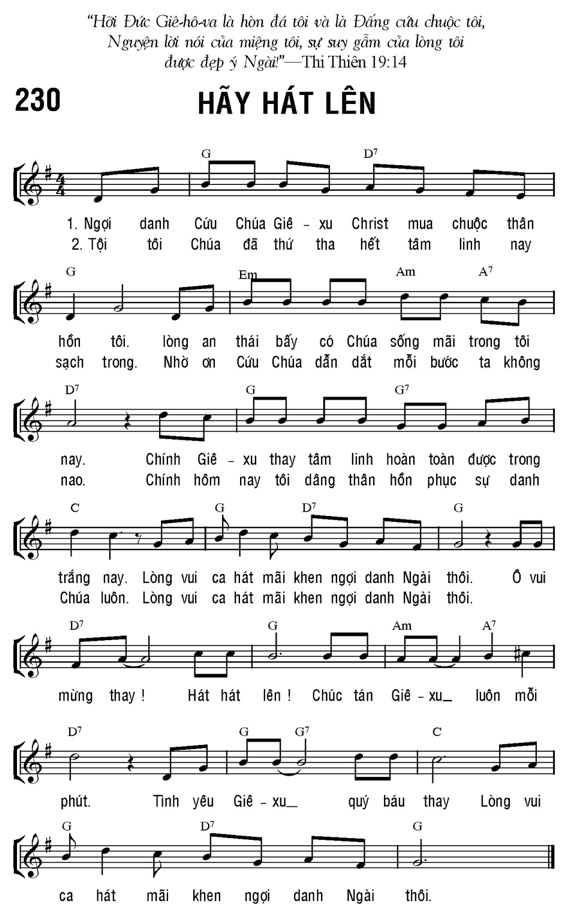 “Hỡi Đức Giê-hô-va là hòn đá tôi và là Đấng cứu chuộc tôi,
Nguyện lời nói của miệng tôi, sự suy gẫm của lòng tôi
được đẹp ý Ngài!”—Thi Thiên 19:14
230 HÃY HÁT LÊN
G D7
1. Ngợi danh Cứu Chúa Giê - xu Christ mua chuộc thân
2. Tội tôi Chúa đã thứ tha hết tâm linh nay
G Em Am A7
hồn tôi. lòng an thái bấy có Chúa sống mãi trong tôi
sạch trong. Nhờ ơn Cứu Chúa dẫn dắt mỗi bước ta không
D7 G G7
nay. Chính Giê - xu thay tâm linh hoàn toàn được trong
nao. Chính hôm nay tôi dâng thân hồn phục sự danh
C G D7 G
trắng nay. Lòng vui ca hát mãi khen ngợi danh Ngài thôi. Ô vui
Chúa luôn. Lòng vui ca hát mãi khen ngợi danh Ngài thôi.
D7 G Am A7
mừng thay ! Hát hát lên ! Chúc tán Giê-xu_ luôn mỗi
D7 G G7 C
phút. Tình yêu Giê-xu_ quý báu thay Lòng vui
G D7 G
ca hát mãi khen ngợi danh Ngài thôi.